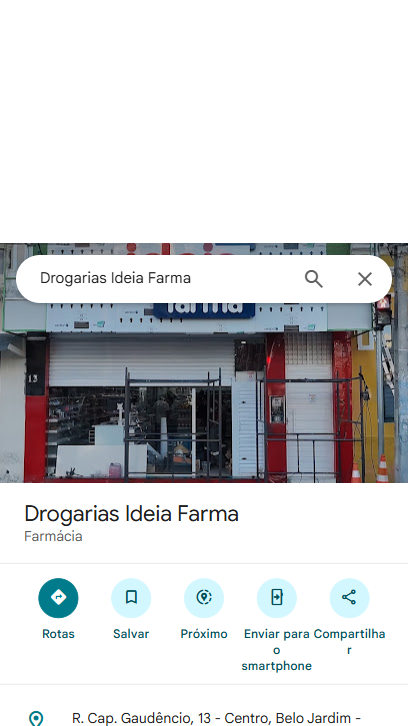 Drogarias Ideia Farma
farma
13
Drogarias Ideia Farma
Farmácia
Rotas
Salvar
Próximo
Enviar para
o
smartphone
Compartilha
r
R. Cap. Gaudêncio, 13 - Centro, Belo Jardim -